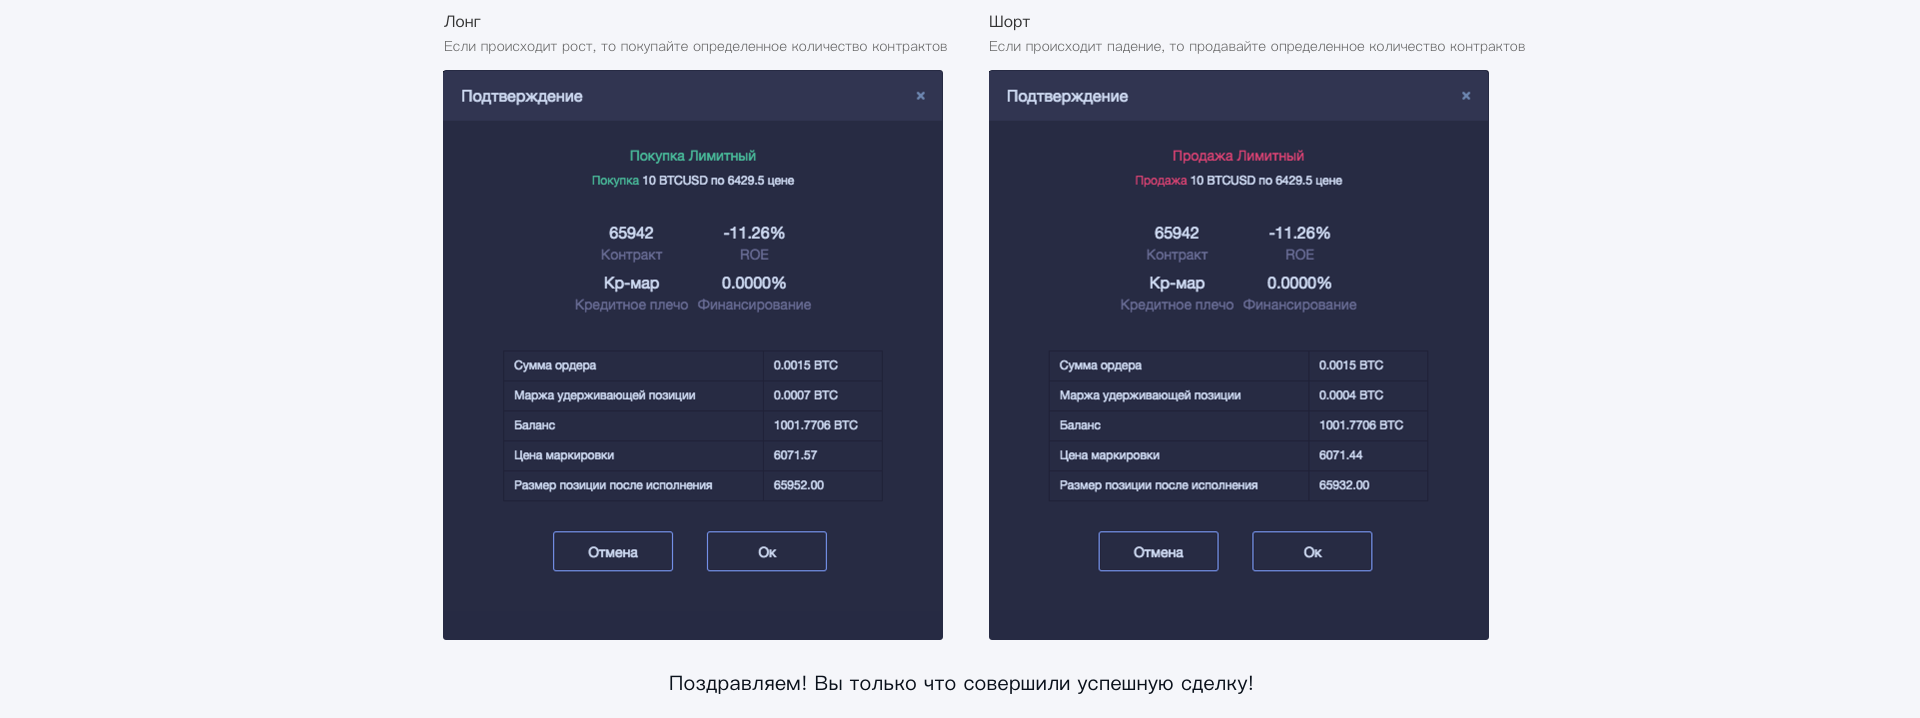 Лонг
Если происходит рост, то покупайте определенное количество контрактов
Подтверждение ×
Покупка Лимитный
Покупка 10 BTCUSD по 6429.5 цене
65942 -11.26%
Контракт ROE
Кр-мар 0.0000%
Кредитное плечо Финансирование
Сумма ордера 0.0015 BTC
Маржа удерживающей позиции 0.0007 BTC
Баланс 1001.7706 BTC
Цена маркировки 6071.57
Размер позиции после исполнения 65952.00
Отмена Ок
Шорт
Если происходит падение, то продавайте определенное количество контрактов
Подтверждение ×
Продажа Лимитный
Продажа 10 BTCUSD по 6429.5 цене
65942 -11.26%
Контракт ROE
Кр-мар 0.0000%
Кредитное плечо Финансирование
Сумма ордера 0.0015 BTC
Маржа удерживающей позиции 0.0004 BTC
Баланс 1001.7706 BTC
Цена маркировки 6071.44
Размер позиции после исполнения 65932.00
Отмена Ок
Поздравляем! Вы только что совершили успешную сделку!